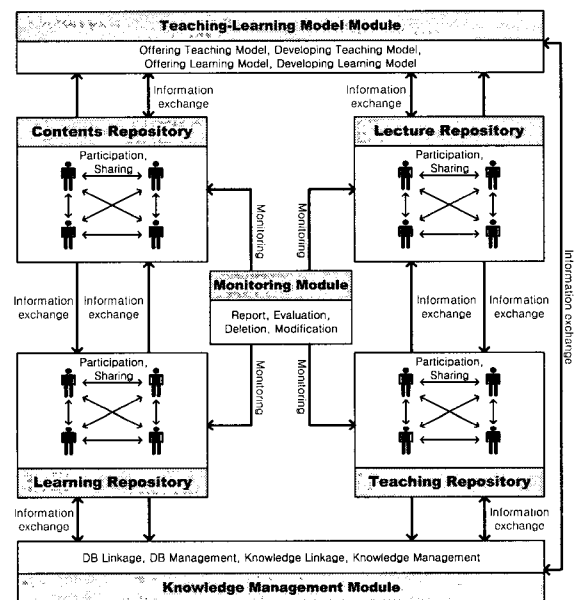 Teaching-Learning Model Module
Offering Teaching Model, Developing Teaching Model,
Offering Learning Model, Developing Learning Model
Information
exchange
Information
exchange
Contents Repository
Participation,
Sharing
Lecture Repository
Participation,
Sharing
Monitoring
Monitoring
Information exchange
Monitoring Module
Report, Evaluation,
Deletion, Modification
Information
exchange
Information
exchange
Information
exchange
Information
exchange
Monitoring
Monitoring
Participation,
Sharing
Learning Repository
Participation,
Sharing
Teaching Repository
Information
exchange
Information
exchange
DB Linkage, DB Management, Knowledge Linkage, Knowledge Management
Knowledge Management Module